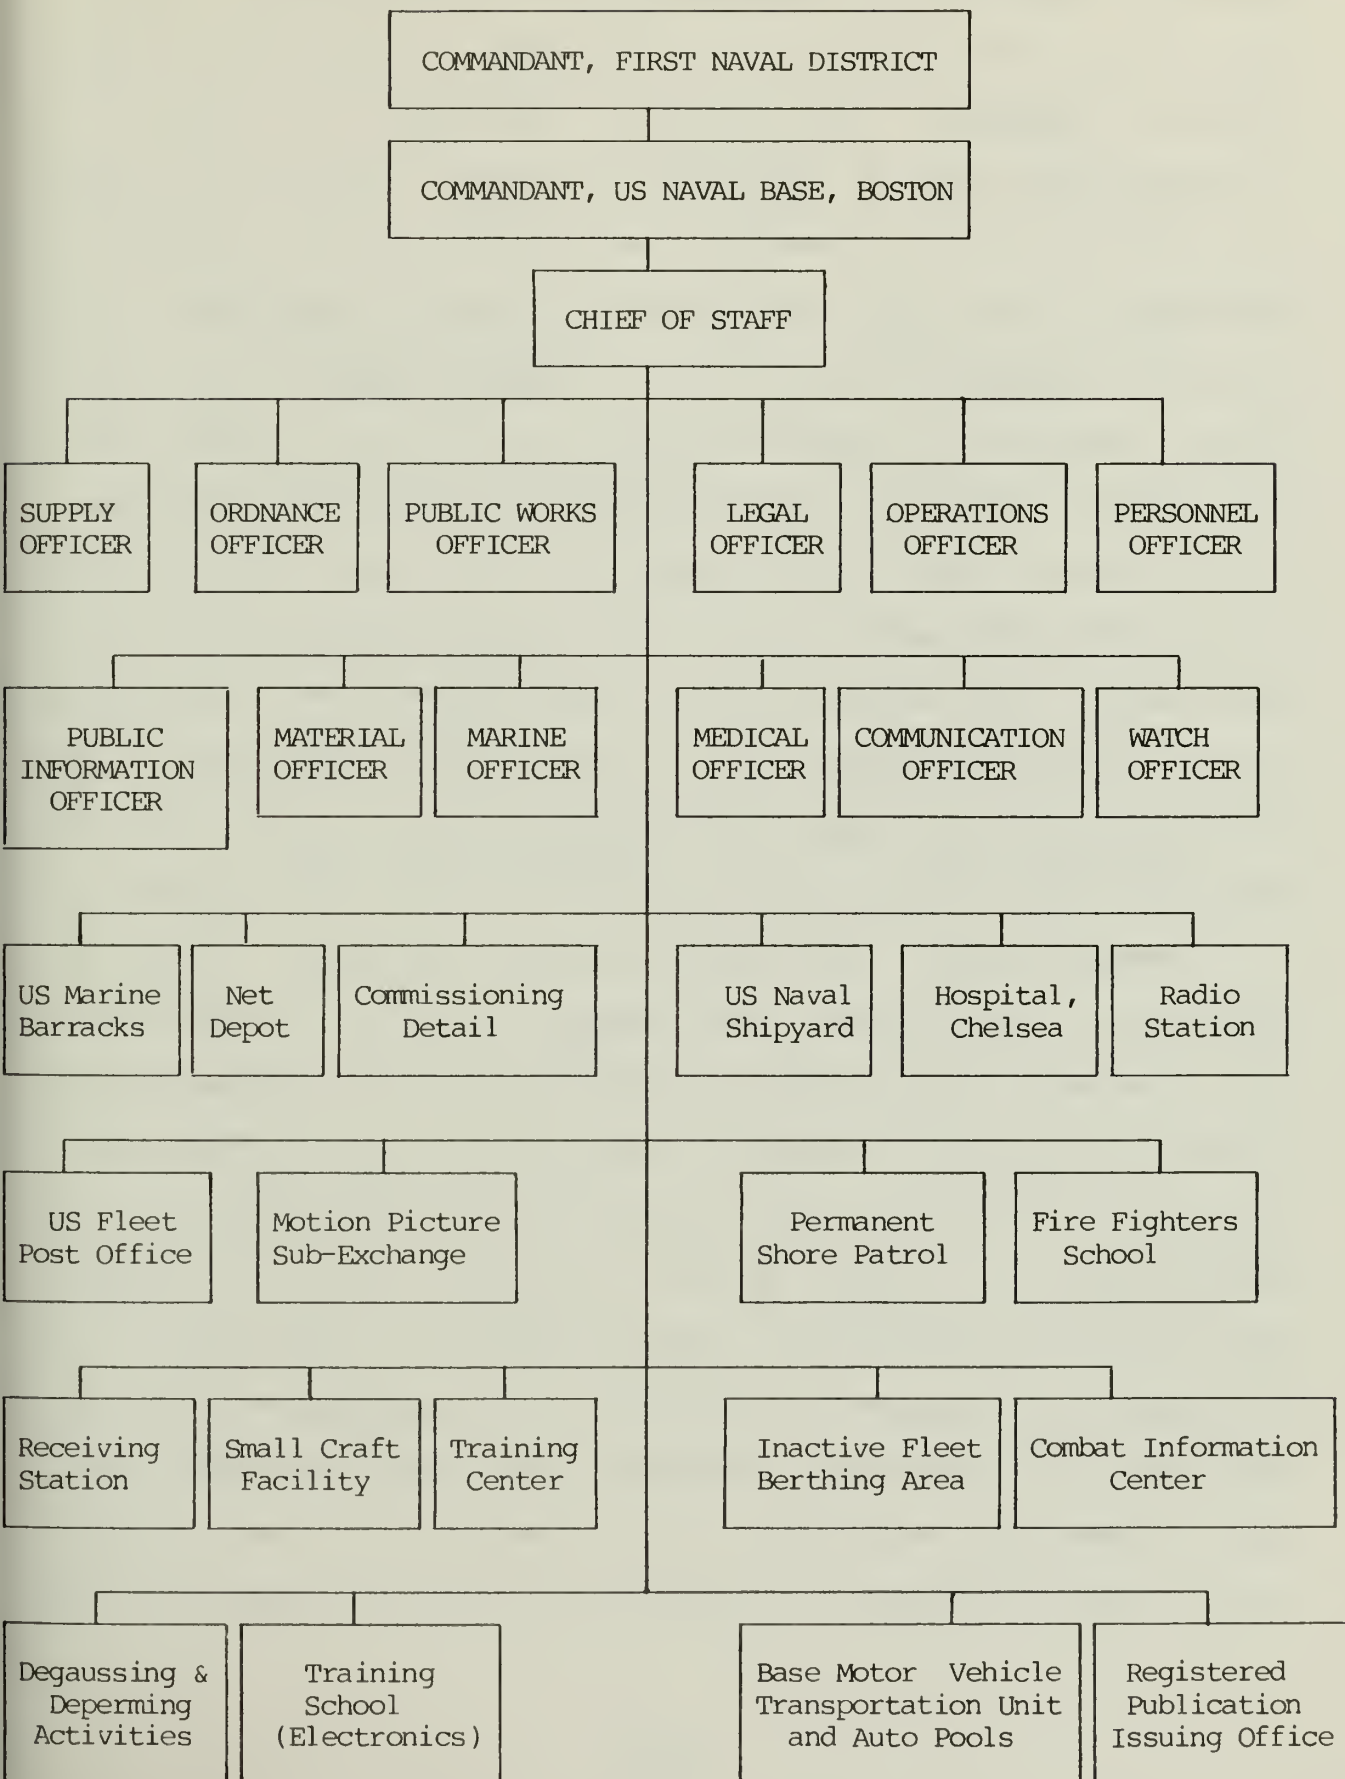 COMMANDANT, FIRST NAVAL DISTRICT
COMMANDANT, US NAVAL BASE, BOSTON
CHIEF OF STAFF
SUPPLY
OFFICER
ORDNANCE
OFFICER
PUBLIC WORKS
OFFICER
LEGAL
OFFICER
OPERATIONS
OFFICER
PERSONNEL
OFFICER
PUBLIC
INFORMATION
OFFICER
MATERIAL
OFFICER
MARINE
OFFICER
MEDICAL
OFFICER
COMMUNICATION
OFFICER
WATCH
OFFICER
US Marine
Barracks
Net
Depot
Commissioning
Detail
US Naval
Shipyard
Hospital,
Chelsea
Radio
Station
US Fleet
Post Office
Motion Picture
Sub-Exchange
Permanent
Shore Patrol
Fire Fighters
School
Receiving
Station
Small Craft
Facility
Training
Center
Inactive Fleet
Berthing Area
Combat Information
Center
Degaussing &
Deperming
Activities
Training
School
(Electronics)
Base Motor Vehicle
Transportation Unit
and Auto Pools
Registered
Publication
Issuing Office